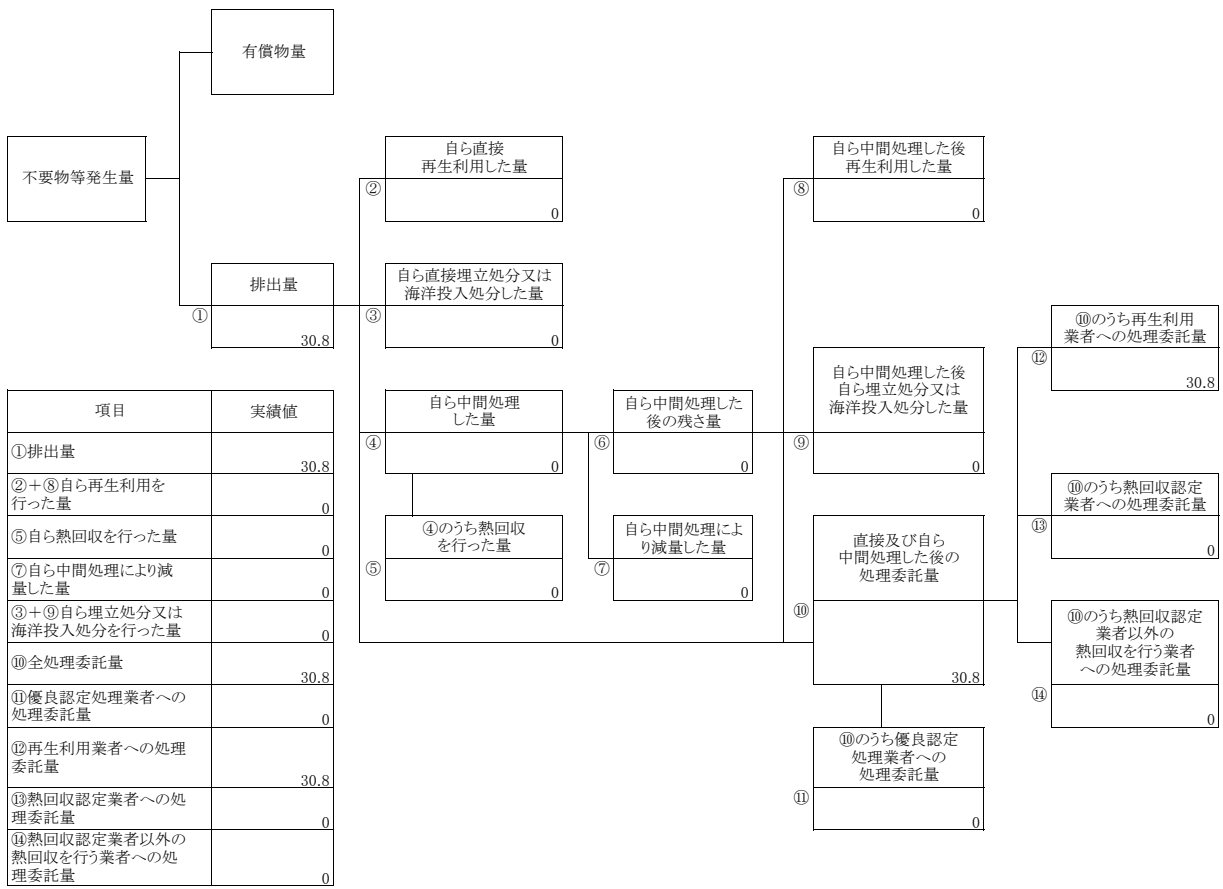 有償物量
不要物等発生量
自ら直接
再生利用した量
②
0
自ら中間処理した後
再生利用した量
⑧
0
排出量
①
30.8
自ら直接埋立処分又は
海洋投入処分した量
③
0
⑩のうち再生利用
業者への処理委託量
⑫
30.8
自ら中間処理
した量
④
0
自ら中間処理した
後の残さ量
⑥
0
自ら中間処理した後
自ら埋立処分又は
海洋投入処分した量
⑨
0
⑩のうち熱回収認定
業者への処理委託量
⑬
0
④のうち熱回収
を行った量
⑤
0
自ら中間処理によ
り減量した量
⑦
0
直接及び自ら
中間処理した後の
処理委託量
⑩
30.8
⑩のうち熱回収認定
業者以外の
熱回収を行う業者
への処理委託量
⑭
0
⑩のうち優良認定
処理業者への
処理委託量
⑪
0
項目 実績値
①排出量
30.8
②+⑧自ら再生利用を
行った量
0
⑤自ら熱回収を行った量
0
⑦自ら中間処理により減
量した量
0
③+⑨自ら埋立処分又は
海洋投入処分を行った量
0
⑩全処理委託量
30.8
⑪優良認定処理業者への
処理委託量
0
⑫再生利用業者への処理
委託量
30.8
⑬熱回収認定業者への処
理委託量
0
⑭熱回収認定業者以外の
熱回収を行う業者への処
理委託量
0